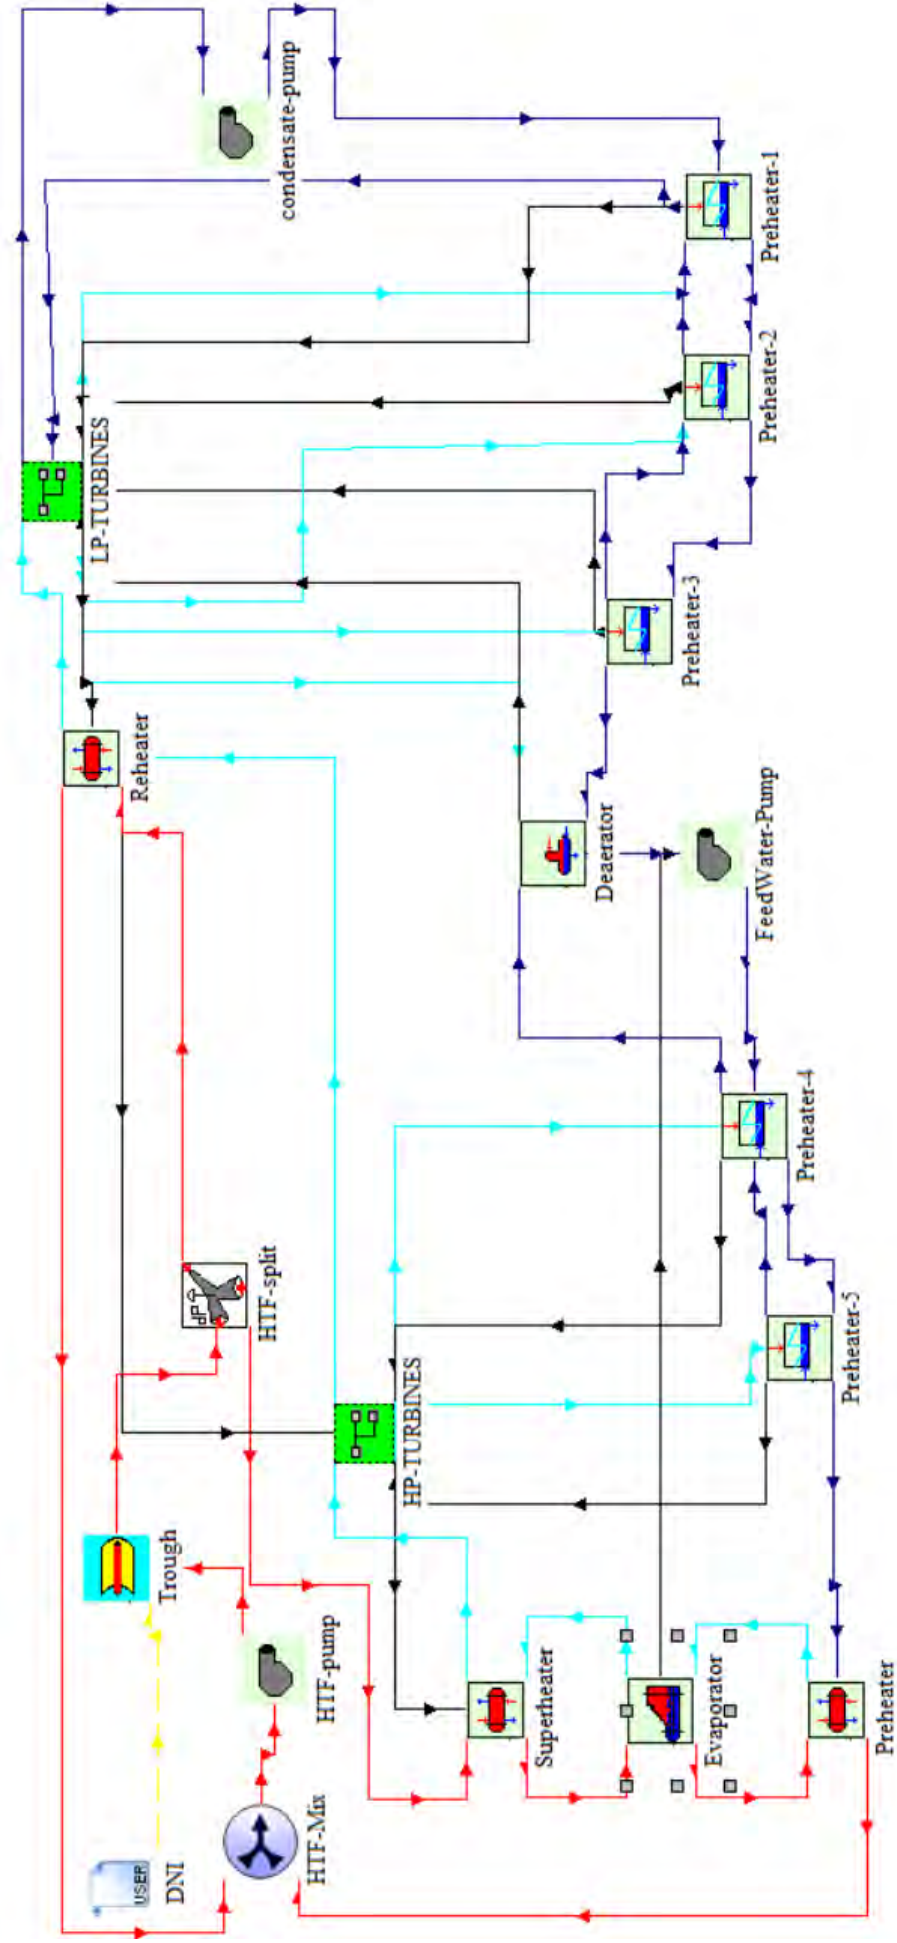 condensate-pump
Preheater-1
Preheater-2
LP-TURBINES
Preheater-3
Reheater
Deaerator
FeedWater-Pump
Preheater-4
HTF-split
dP
Preheater-5
HP-TURBINES
Trough
HTF-pump
Superheater
Evaporator
Preheater
HTF-Mix
USER
DNI